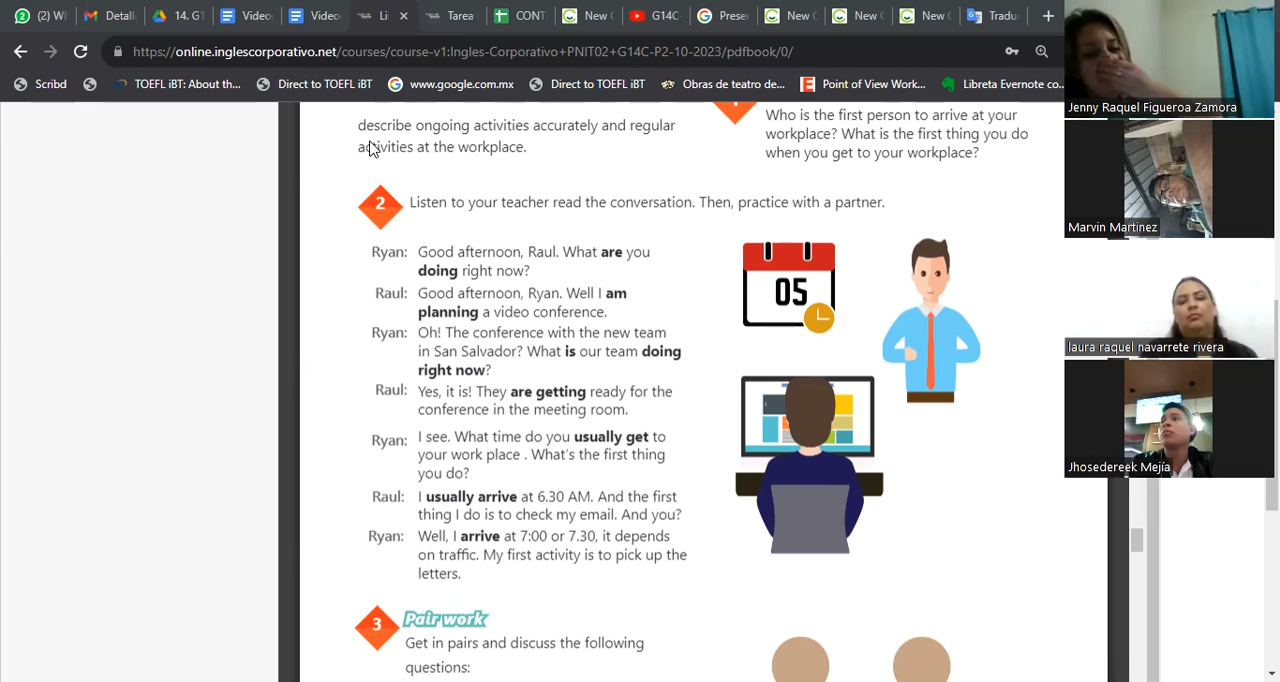 (2) W
Detall
14. G1
Video
Video
Li
Tarea
CONT
New C
G14C-
Prese
New C
New C
New C
Tradu
https://online.inglescorporativo.net/courses/course-v1:Ingles-Corporativo+PNIT02+G14C-P2-10-2023/pdfbook/0/
Scribd
TOEFL iBT: About th...
Direct to TOEFL iBT
www.google.com.mx
Direct to TOEFL iBT
Obras de teatro de...
Point of View Work...
Libreta Evernote co...
describe ongoing activities accurately and regular
activities at the workplace.
1
Who is the first person to arrive at your
workplace? What is the first thing you do
when you get to your workplace?
2
Listen to your teacher read the conversation. Then, practice with a partner.
Ryan: Good afternoon, Raul. What are you
doing right now?
Raul: Good afternoon, Ryan. Well I am
planning a video conference.
Ryan: Oh! The conference with the new team
in San Salvador? What is our team doing
right now?
Raul: Yes, it is! They are getting ready for the
conference in the meeting room.
Ryan: I see. What time do you usually get to
your work place . What's the first thing
you do?
Raul: I usually arrive at 6.30 AM. And the first
thing I do is to check my email. And you?
Ryan: Well, I arrive at 7:00 or 7.30, it depends
on traffic. My first activity is to pick up the
letters.
05
3
Pair work
Get in pairs and discuss the following
questions:
Jenny Raquel Figueroa Zamora
Marvin Martinez
laura raquel navarrete rivera
Jhosedereek Mejía